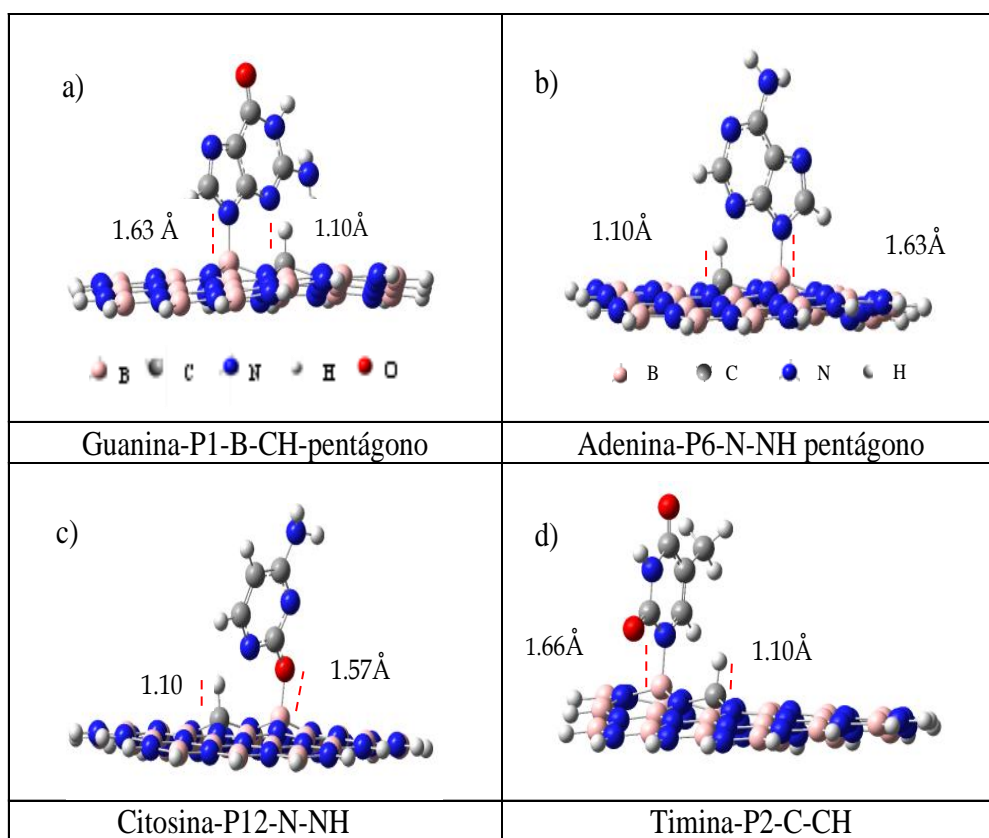 a)
1.63 Å
1.10Å
B C N H O
Guanina-P1-B-CH-pentágono
b)
1.10Å
1.63Å
B C N H
Adenina-P6-N-NH pentágono
c)
1.10
1.57Å
Citosina-P12-N-NH
d)
1.66Å
1.10Å
Timina-P2-C-CH